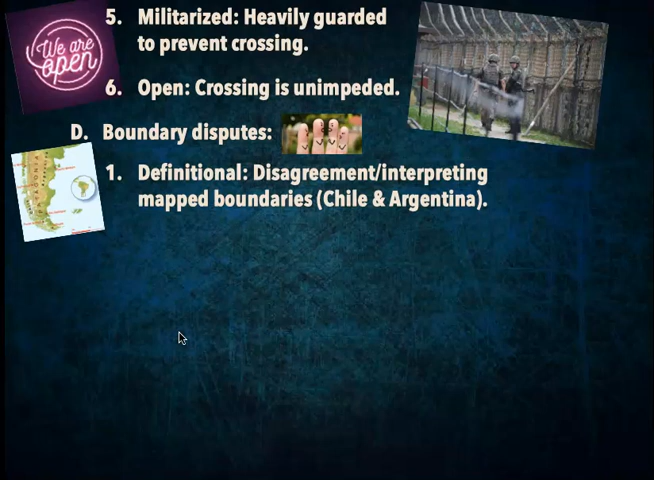 We are
open
5. Militarized: Heavily guarded
to prevent crossing.
6. Open: Crossing is unimpeded.
D. Boundary disputes:
1. Definitional: Disagreement/interpreting
mapped boundaries (Chile & Argentina).